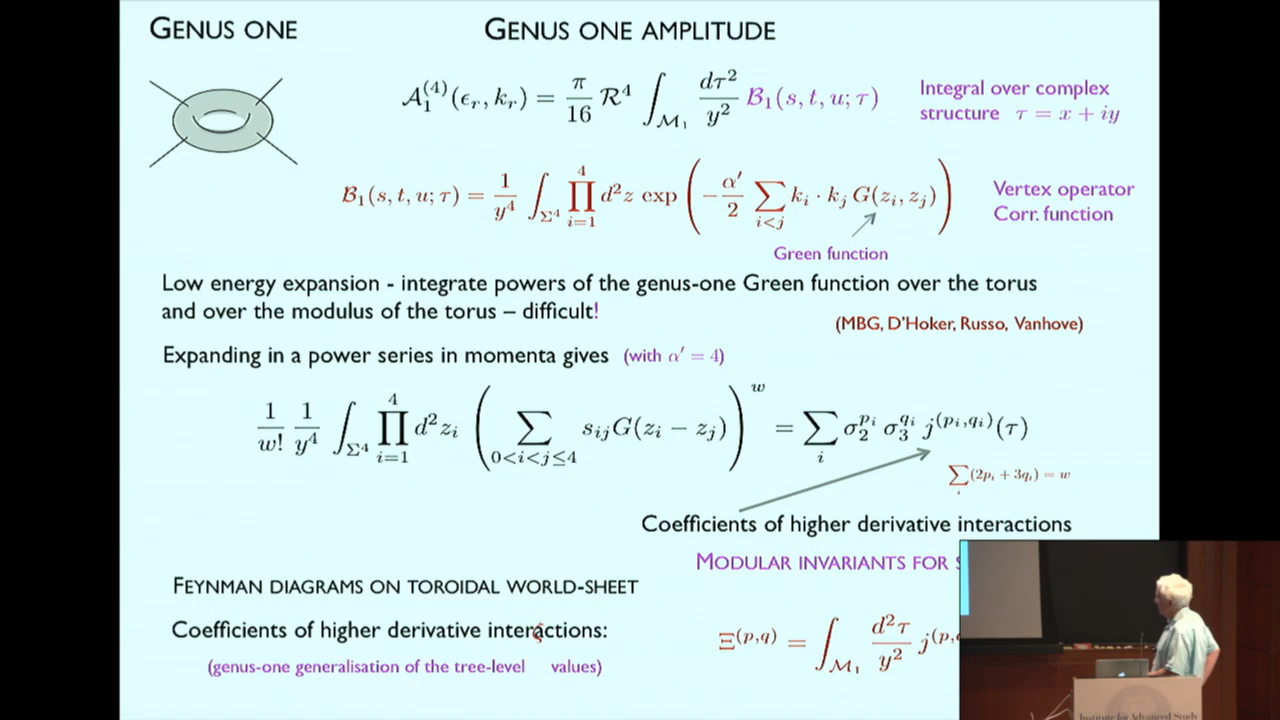 GENUS ONE
GENUS ONE AMPLITUDE
𝒜₁⁽⁴⁾(ϵ_r, k_r) = π/16 ℛ⁴ ∫_{ℳ₁} dτ²/y² ℬ₁(s, t, u; τ)
Integral over complex
structure τ = x + iy
ℬ₁(s, t, u; τ) = 1/y⁴ ∫_{Σ⁴} ∏_{i=1}^{4} d²z exp ( −α′/2 ∑_{i<j} k_i · k_j G(z_i, z_j) )
Vertex operator
Corr. function
Green function
Low energy expansion - integrate powers of the genus-one Green function over the torus
and over the modulus of the torus – difficult!
(MBG, D'Hoker, Russo, Vanhove)
Expanding in a power series in momenta gives (with α′ = 4)
1/w! 1/y⁴ ∫_{Σ⁴} ∏_{i=1}^{4} d²z_i ( ∑_{0<i<j≤4} s_{ij} G(z_i − z_j) )^w = ∑_i σ₂^{p_i} σ₃^{q_i} j^{(p_i,q_i)}(τ)
∑_i (2p_i + 3q_i) = w
Coefficients of higher derivative interactions
MODULAR INVARIANTS FOR
FEYNMAN DIAGRAMS ON TOROIDAL WORLD-SHEET
Coefficients of higher derivative interactions:
(genus-one generalisation of the tree-level values)
Ξ^{(p,q)} = ∫_{ℳ₁} d²τ/y² j^{(p,
Institute for Advanced Study